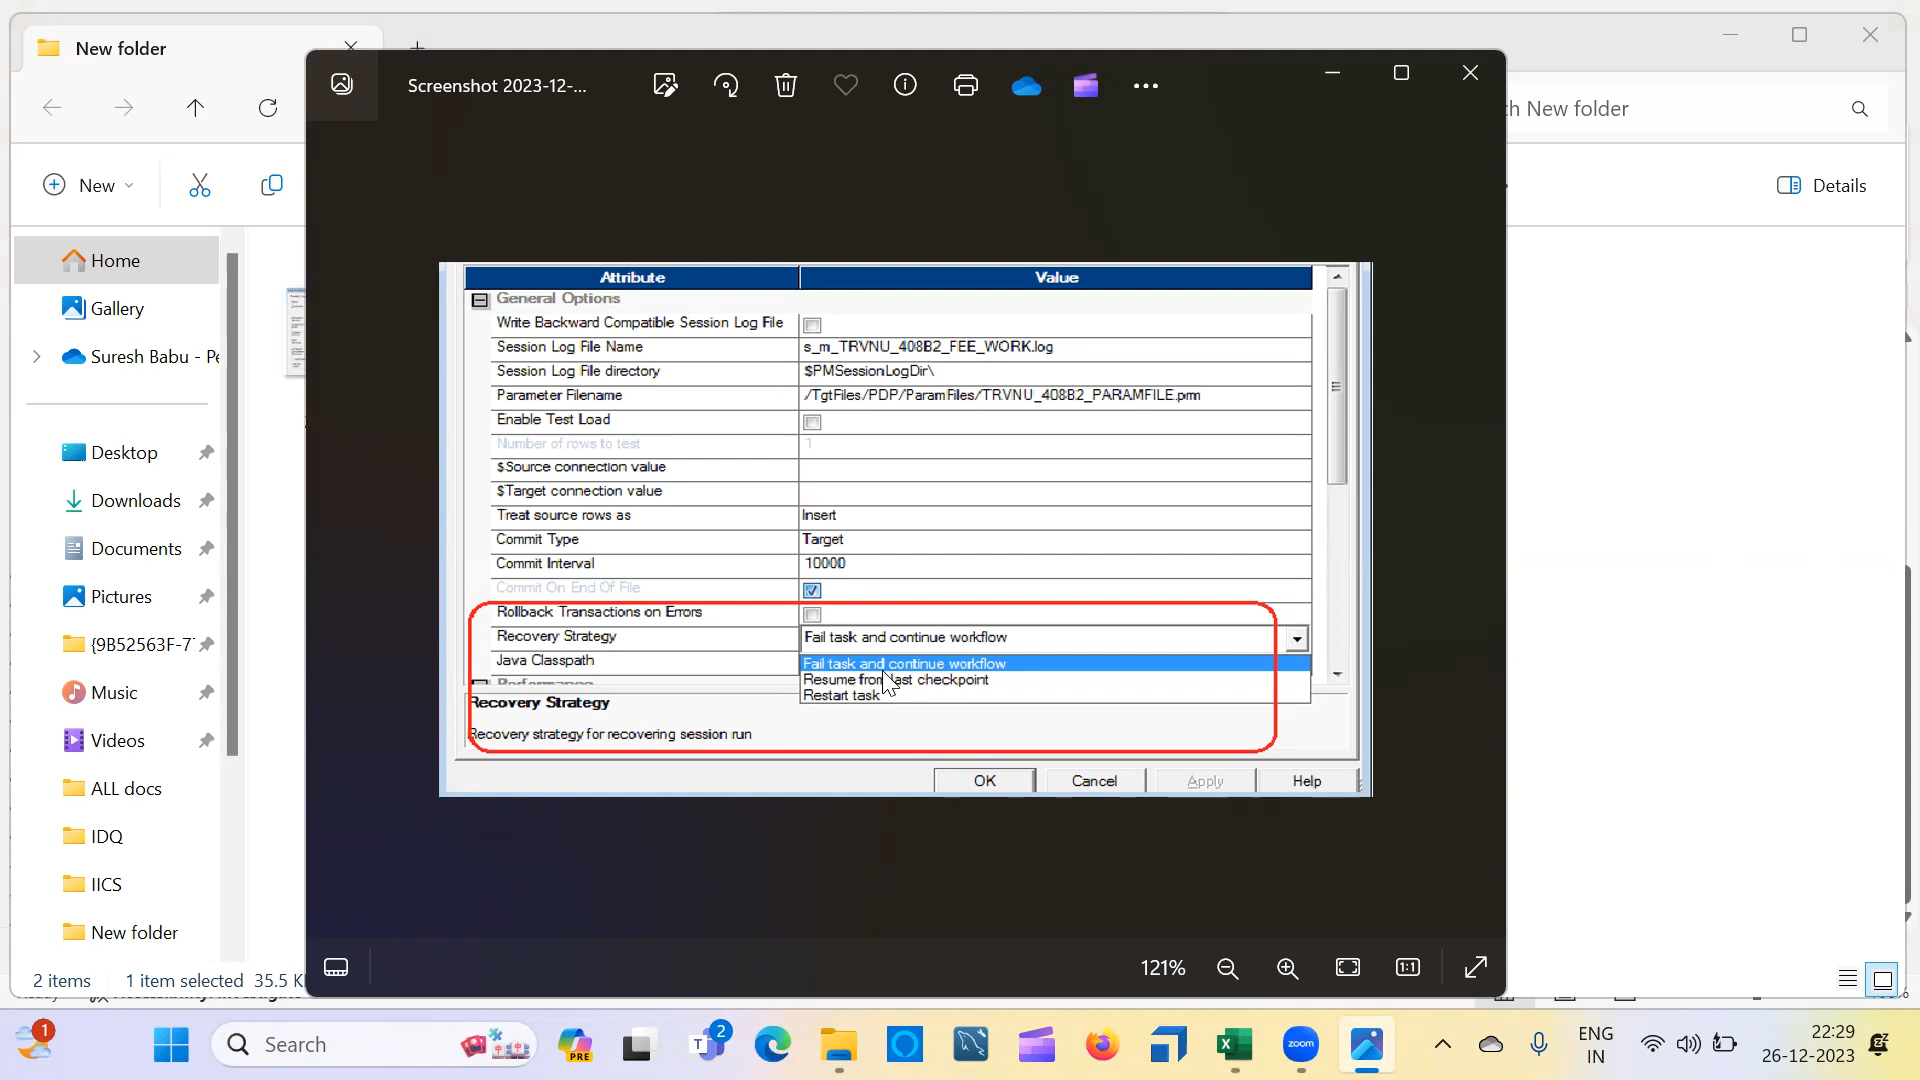 New folder
Screenshot 2023-12-...
New folder
New
Details
Home
Gallery
Suresh Babu - Pe
Desktop
Downloads
Documents
Pictures
{9B52563F-7
Music
Videos
ALL docs
IDQ
IICS
New folder
2 items 1 item selected 35.5 K
Attribute Value
General Options
Write Backward Compatible Session Log File
Session Log File Name s_m_TRVNU_408B2_FEE_WORK.log
Session Log File directory $PMSessionLogDir\
Parameter Filename ./TgtFiles/PDP/ParamFiles/TRVNU_408B2_PARAMFILE.prm
Enable Test Load
Number of rows to test 1
$Source connection value
$Target connection value
Treat source rows as Insert
Commit Type Target
Commit Interval 10000
Commit On End Of File
Rollback Transactions on Errors
Recovery Strategy Fail task and continue workflow
Java Classpath Fail task and continue workflow
Resume from last checkpoint
Performance Restart task
Recovery Strategy
Recovery strategy for recovering session run
OK Cancel Apply Help
121%
1:1
1
Search
PRE
2
zoom
ENG
IN
22:29
26-12-2023